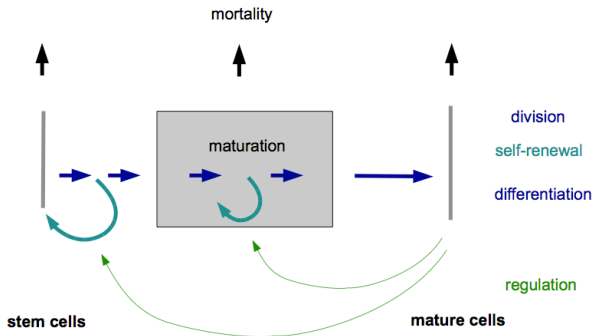 mortality
division
maturation
self-renewal
differentiation
regulation
stem cells
mature cells